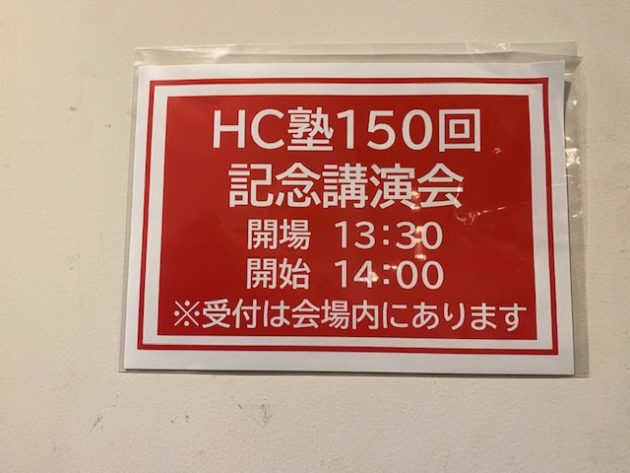 HC塾150回
記念講演会
開場 13:30
開始 14:00
※受付は会場内にあります